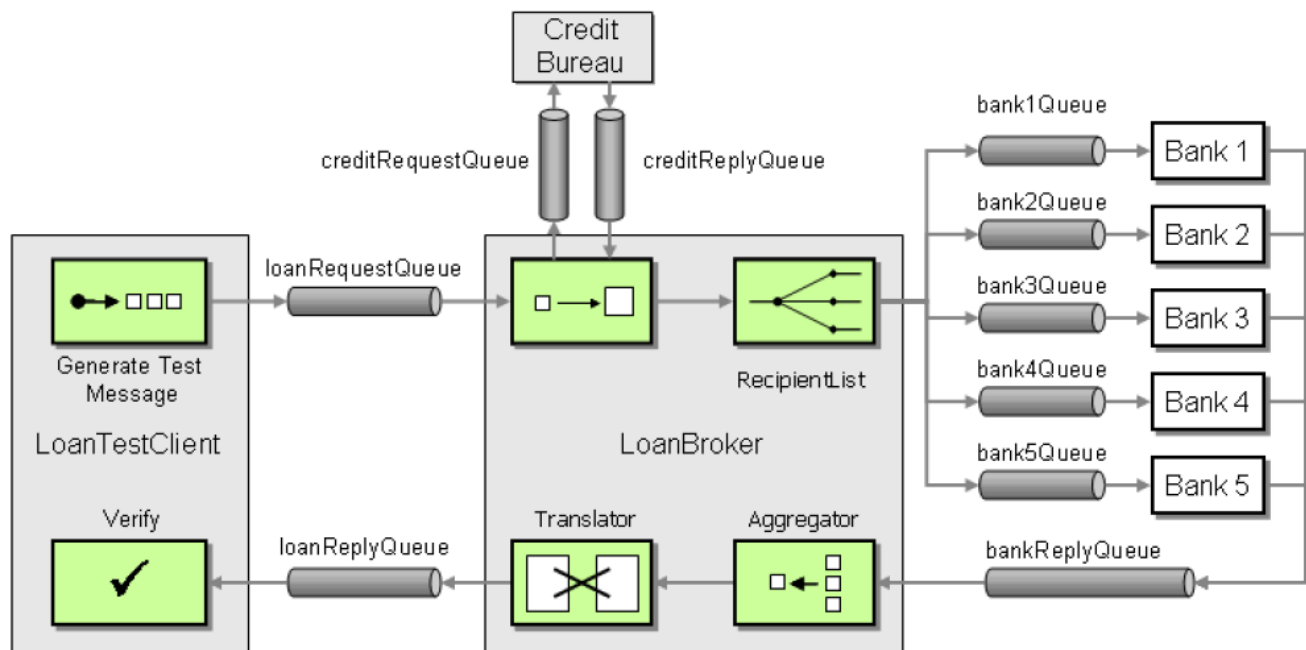 Credit
Bureau
creditRequestQueue
creditReplyQueue
bank1Queue
Bank 1
bank2Queue
Bank 2
loanRequestQueue
bank3Queue
Bank 3
Generate Test
Message
RecipientList
bank4Queue
Bank 4
LoanTestClient
LoanBroker
bank5Queue
Bank 5
Verify
loanReplyQueue
Translator
Aggregator
bankReplyQueue